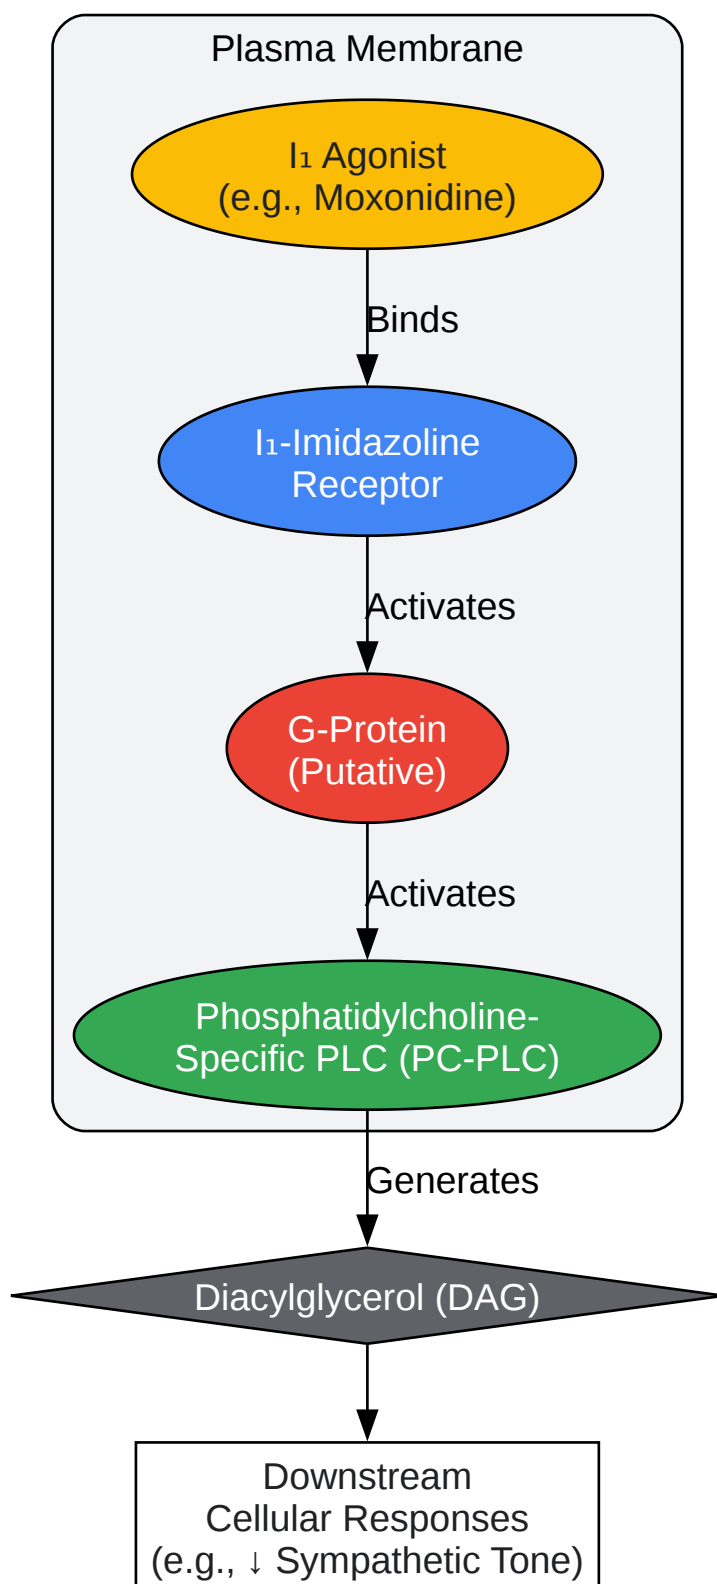 Plasma Membrane
I₁ Agonist
(e.g., Moxonidine)
Binds
I₁-Imidazoline
Receptor
Activates
G-Protein
(Putative)
Activates
Phosphatidylcholine-
Specific PLC (PC-PLC)
Generates
Diacylglycerol (DAG)
Downstream
Cellular Responses
(e.g., ↓ Sympathetic Tone)